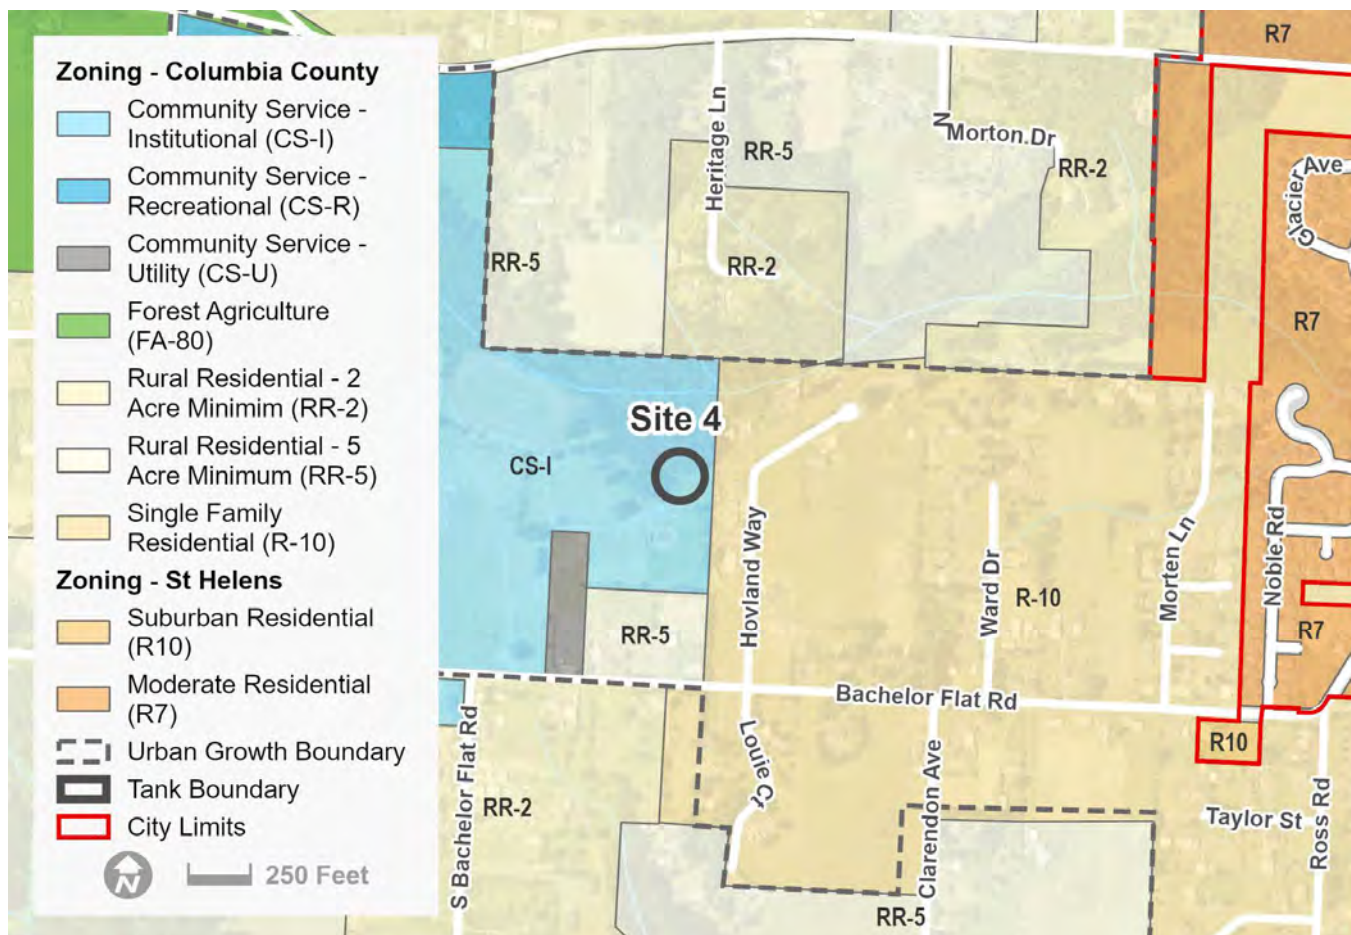 Zoning - Columbia County
Community Service -
Institutional (CS-I)
Community Service -
Recreational (CS-R)
Community Service -
Utility (CS-U)
Forest Agriculture
(FA-80)
Rural Residential - 2
Acre Minimim (RR-2)
Rural Residential - 5
Acre Minimum (RR-5)
Single Family
Residential (R-10)
Zoning - St Helens
Suburban Residential
(R10)
Moderate Residential
(R7)
Urban Growth Boundary
Tank Boundary
City Limits
N
250 Feet
R7
Heritage Ln
N Morton Dr
RR-5
RR-2
Glacier Ave
RR-5
RR-2
R7
Site 4
CS-I
Hovland Way
Ward Dr
Morten Ln
Noble Rd
R-10
RR-5
R7
Bachelor Flat Rd
R10
S Bachelor Flat Rd
Louie Ct
Clarendon Ave
Taylor St
Ross Rd
RR-2
RR-5